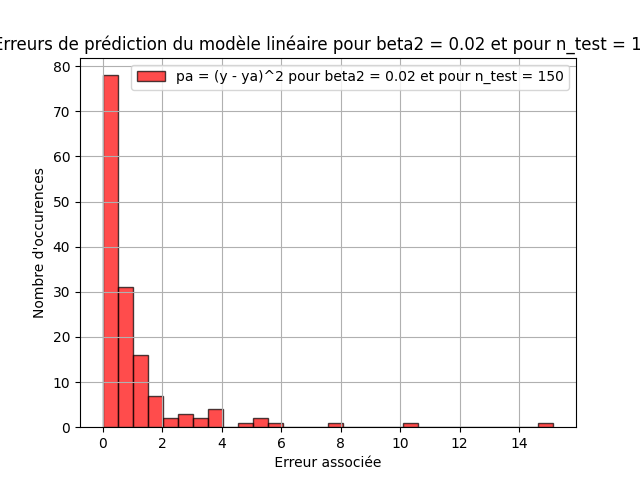 Erreurs de prédiction du modèle linéaire pour beta2 = 0.02 et pour n_test = 1
pa = (y - ya)^2 pour beta2 = 0.02 et pour n_test = 150
Nombre d'occurences
80
70
60
50
40
30
20
10
0
0 2 4 6 8 10 12 14
Erreur associée